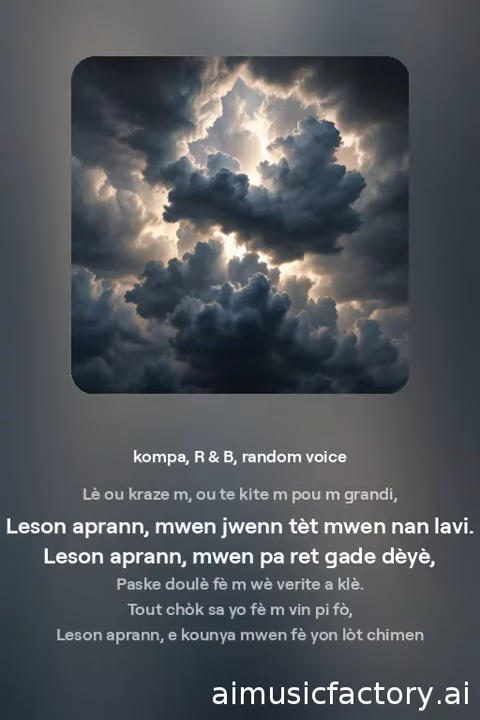 kompa, R & B, random voice
Lè ou kraze m, ou te kite m pou m grandi,
Leson aprann, mwen jwenn tèt mwen nan lavi.
Leson aprann, mwen pa ret gade dèyè,
Paske doulè fè m wè verite a klè.
Tout chòk sa yo fè m vin pi fò,
Leson aprann, e kounya mwen fè yon lòt chimen
aimusicfactory.ai